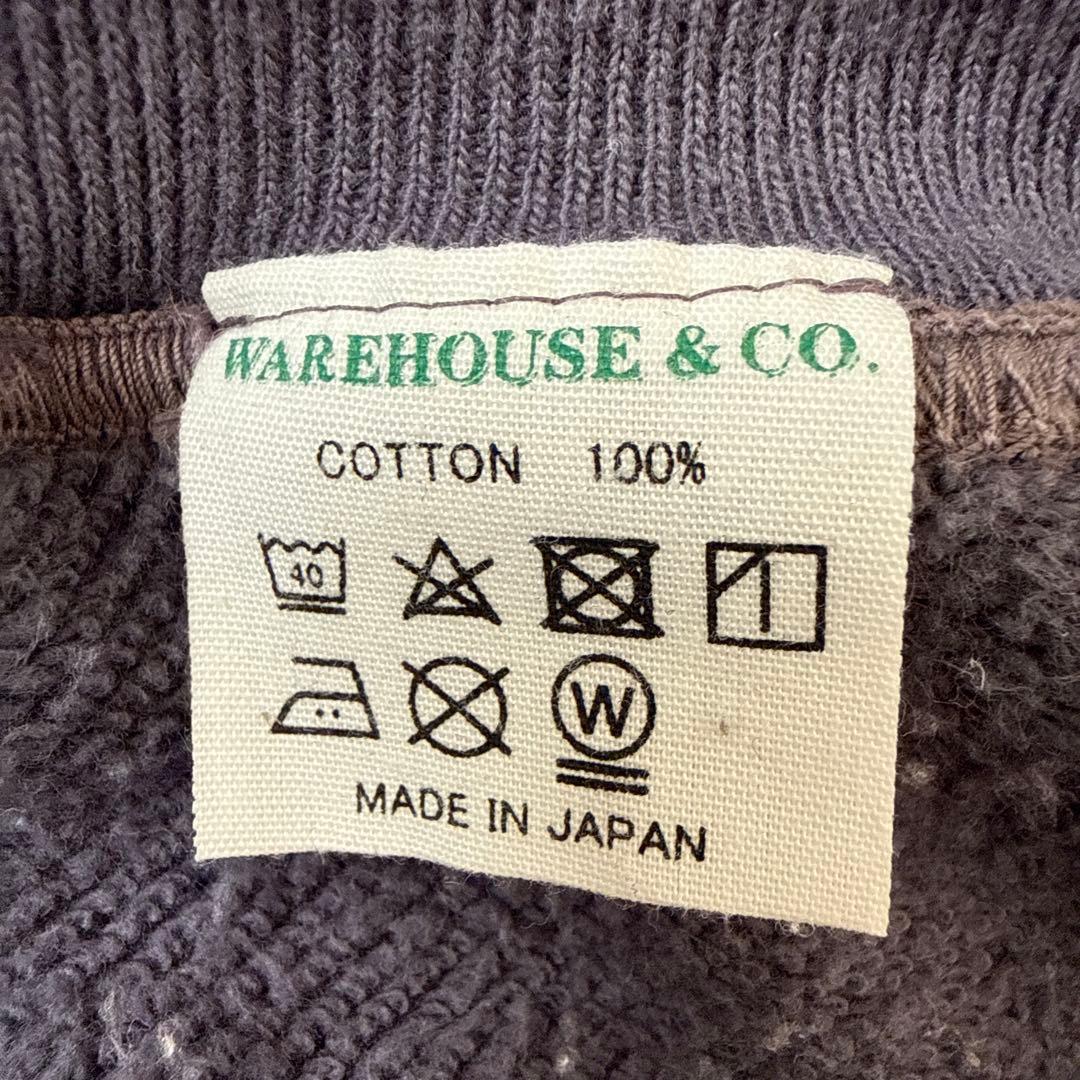 WAREHOUSE & CO.
COTTON 100%
40
W
MADE IN JAPAN